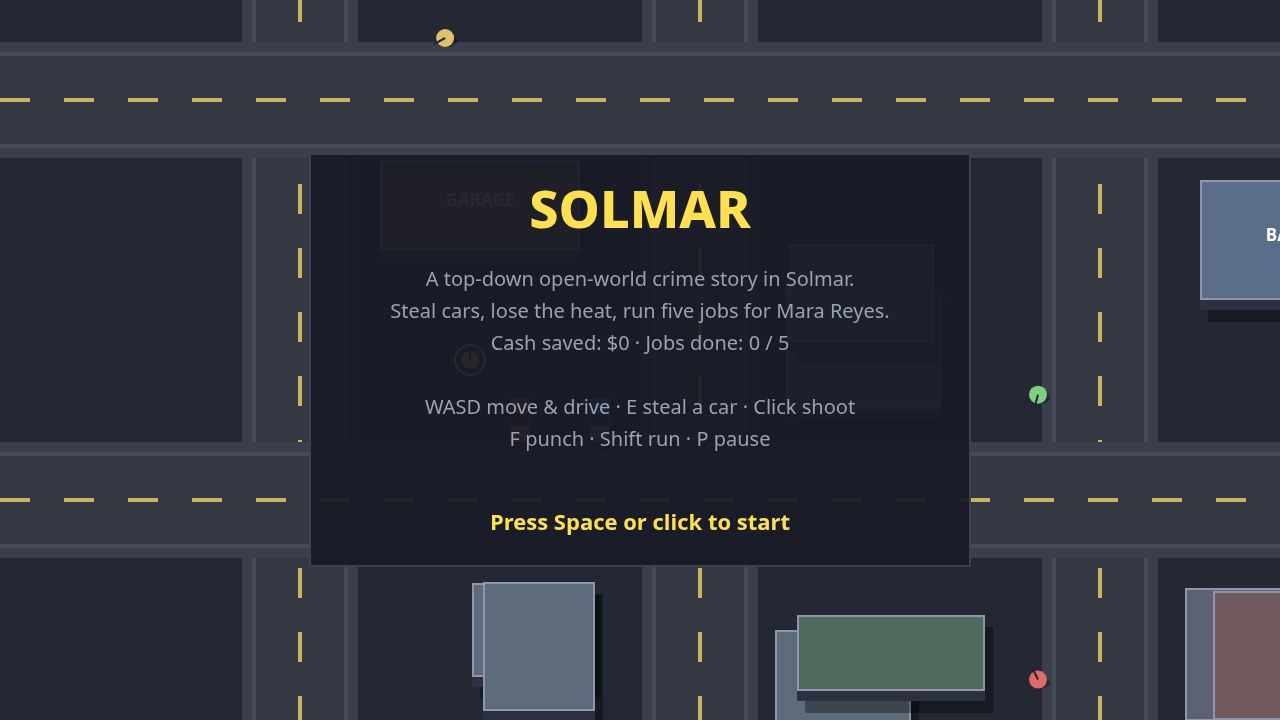 GARAGE
SOLMAR
A top-down open-world crime story in Solmar.
Steal cars, lose the heat, run five jobs for Mara Reyes.
Cash saved: $0 · Jobs done: 0 / 5
WASD move & drive · E steal a car · Click shoot
F punch · Shift run · P pause
Press Space or click to start